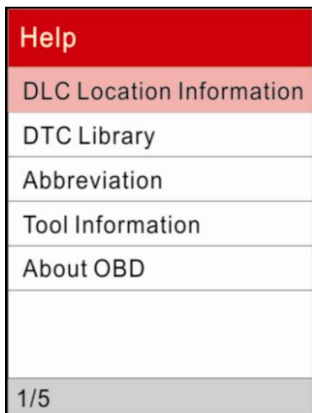 Help
DLC Location Information
DTC Library
Abbreviation
Tool Information
About OBD
1/5